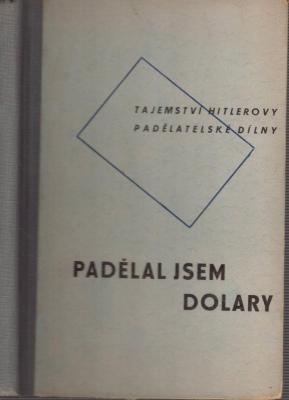 TAJEMSTVÍ HITLEROVY
PADĚLATELSKÉ DÍLNY
PADĚLAL JSEM
DOLARY